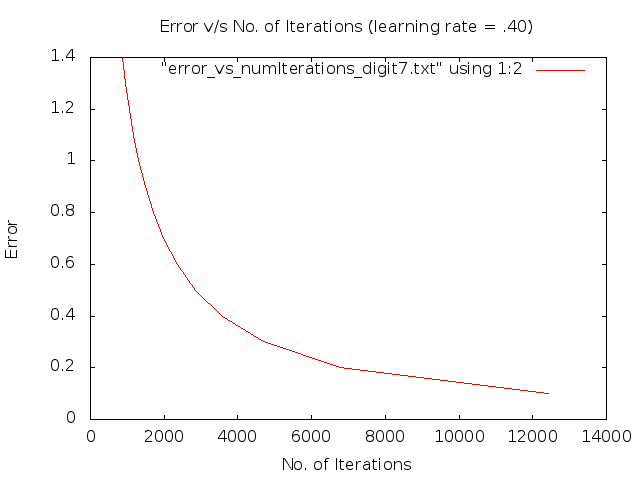 Error v/s No. of Iterations (learning rate = .40)
"error_vs_numIterations_digit7.txt" using 1:2
1.4
1.2
1
0.8
0.6
0.4
0.2
0
Error
0 2000 4000 6000 8000 10000 12000 14000
No. of Iterations